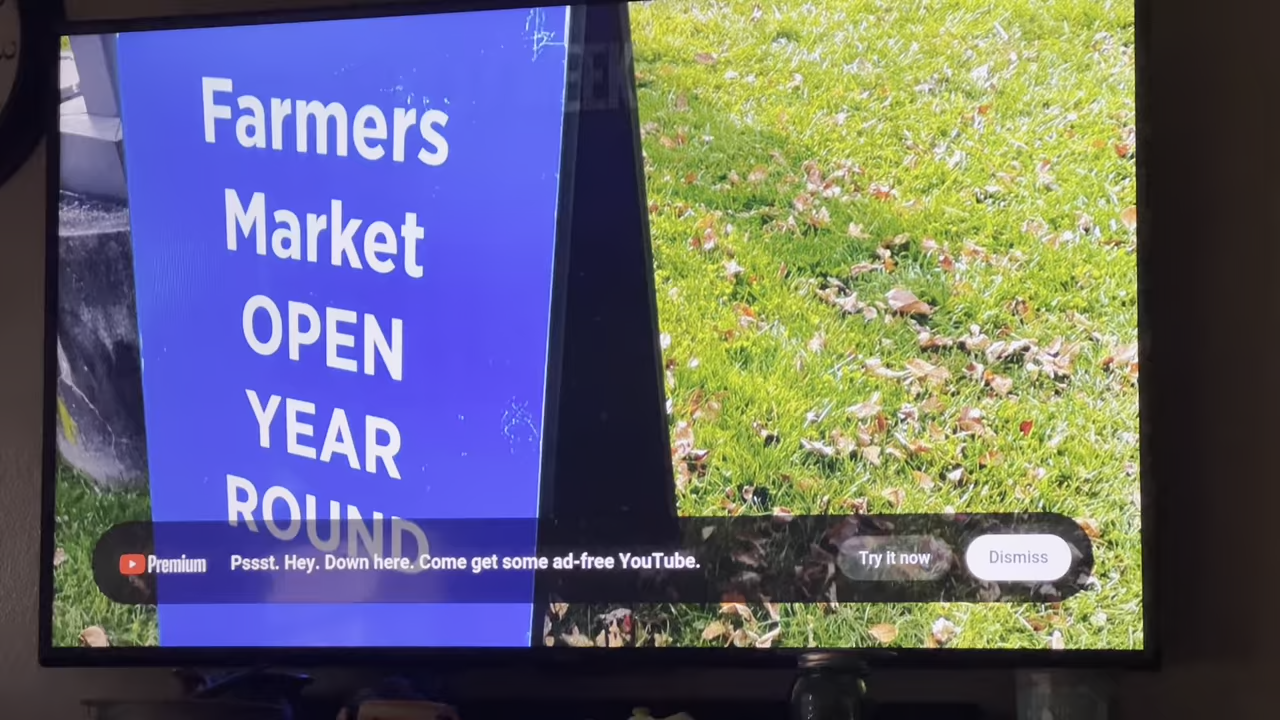 Farmers
Market
OPEN
YEAR
ROUND
Premium Pssst. Hey. Down here. Come get some ad-free YouTube. Try it now Dismiss